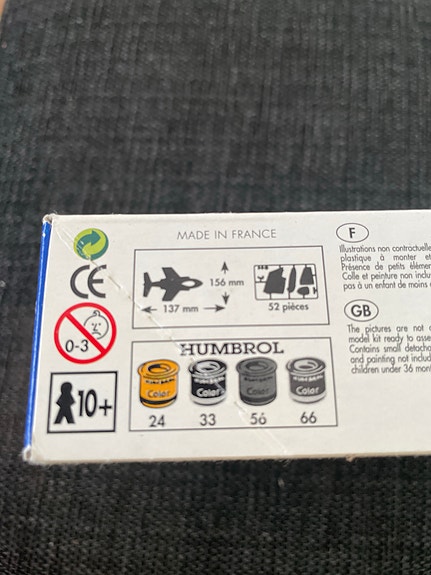 MADE IN FRANCE
CE
156 mm
137 mm
52 pièces
0-3
10+
HUMBROL
Color
Color
Color
Color
24
33
56
66
F
Illustrations non contractuelle
plastique à monter et
Présence de petits élémen
Colle et peinture non inclu
pas à un enfant de moins
GB
The pictures are not
model kit ready to asse
Contains small detacha
and painting not includ
children under 36 mon